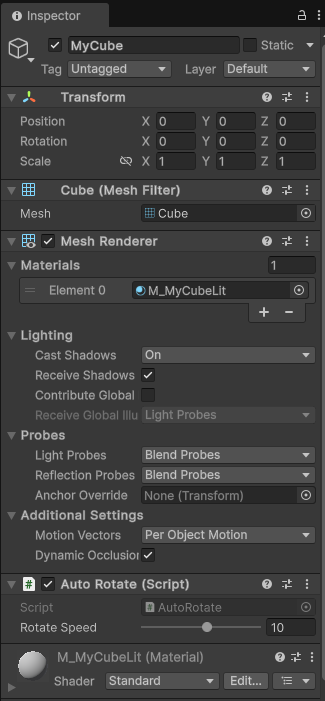 Inspector
MyCube Static
Tag Untagged Layer Default
Transform
Position X 0 Y 0 Z 0
Rotation X 0 Y 0 Z 0
Scale X 1 Y 1 Z 1
Cube (Mesh Filter)
Mesh Cube
Mesh Renderer
Materials 1
Element 0 M_MyCubeLit
Lighting
Cast Shadows On
Receive Shadows
Contribute Global
Receive Global Illu Light Probes
Probes
Light Probes Blend Probes
Reflection Probes Blend Probes
Anchor Override None (Transform)
Additional Settings
Motion Vectors Per Object Motion
Dynamic Occlusion
Auto Rotate (Script)
Script AutoRotate
Rotate Speed 10
M_MyCubeLit (Material)
Shader Standard Edit...